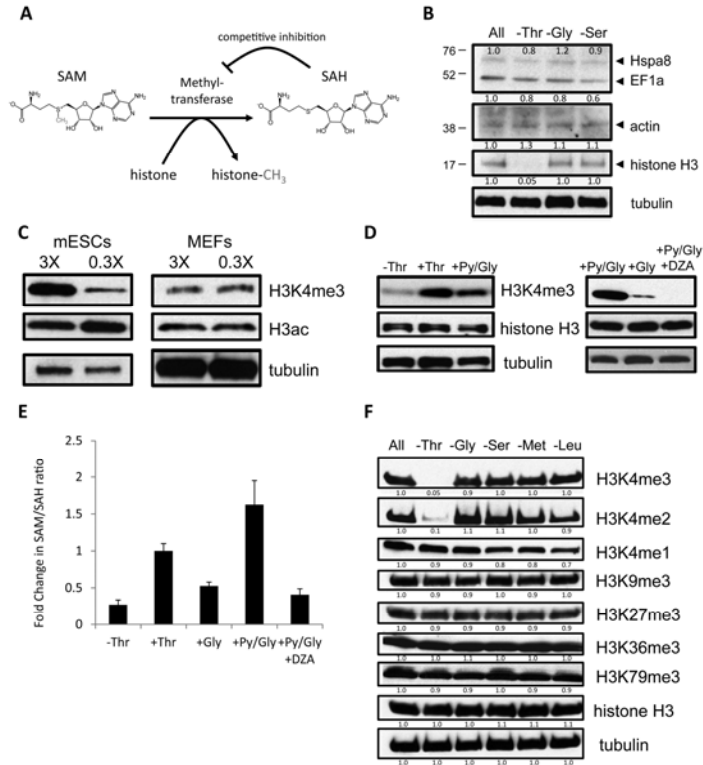 A
competitive inhibition
SAM
SAH
Methyl-
transferase
histone
histone-CH3
B
All -Thr -Gly -Ser
76
52
38
17
1.0 0.8 1.2 0.9
Hspa8
EF1a
1.0 0.8 0.8 0.6
actin
1.0 1.3 1.1 1.1
histone H3
1.0 0.05 1.0 1.0
tubulin
C
mESCs MEFs
3X 0.3X 3X 0.3X
H3K4me3
H3ac
tubulin
D
-Thr +Thr +Py/Gly
+Py/Gly +Gly +Py/Gly
+DZA
H3K4me3
histone H3
tubulin
E
Fold Change in SAM/SAH ratio
2.5
2
1.5
1
0.5
0
-Thr +Thr +Gly +Py/Gly +Py/Gly
+DZA
F
All -Thr -Gly -Ser -Met -Leu
H3K4me3
1.0 0.05 0.9 1.0 1.0 1.0
H3K4me2
1.0 0.1 1.1 1.1 1.0 0.9
H3K4me1
1.0 0.9 0.9 0.8 0.8 0.7
H3K9me3
1.0 0.9 0.9 1.0 0.9 1.0
H3K27me3
1.0 0.9 0.9 0.9 0.9 0.9
H3K36me3
1.0 1.0 1.1 1.0 1.0 1.0
H3K79me3
1.0 0.9 0.9 1.0 0.9 0.9
histone H3
1.0 1.0 1.0 1.1 1.1 1.1
tubulin
1.0 1.0 1.0 1.0 1.0 1.0